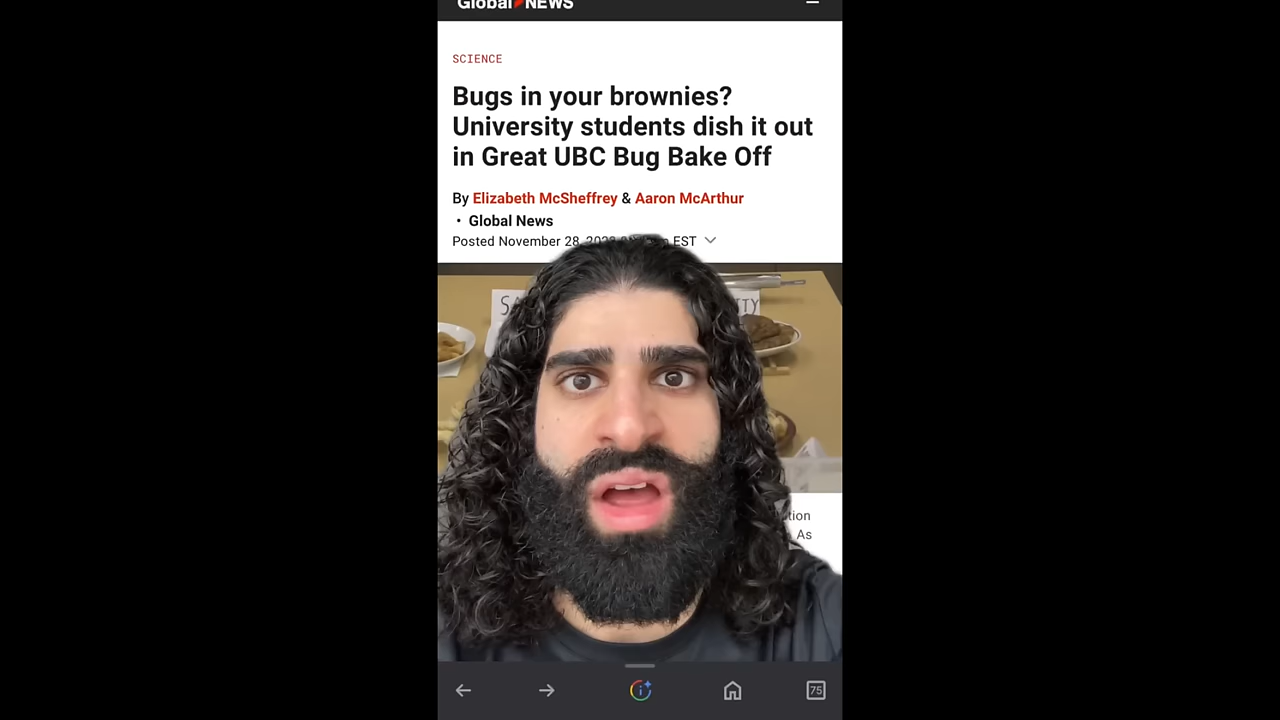 Global NEWS
SCIENCE
Bugs in your brownies?
University students dish it out
in Great UBC Bug Bake Off
By Elizabeth McSheffrey & Aaron McArthur
• Global News
Posted November 28, EST
As
75